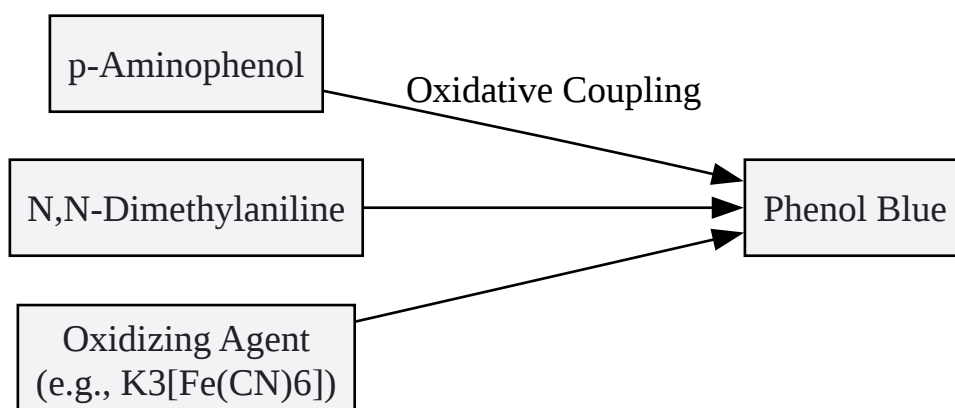 p-Aminophenol
Oxidative Coupling
N,N-Dimethylaniline
Phenol Blue
Oxidizing Agent
(e.g., K3[Fe(CN)6])